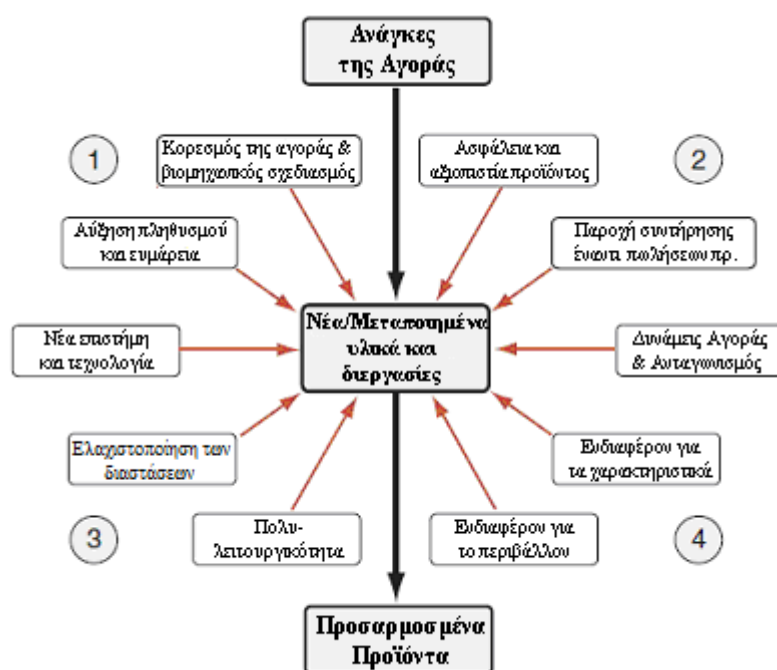 Ανάγκες
της Αγοράς
1
Κορεσμός της αγοράς &
βιομηχανικός σχεδιασμός
Ασφάλεια και
αξιοπιστία προϊόντος
2
Αύξηση πληθυσμού
και ευμάρεια
Παροχή συντήρησης
έναντι πωλήσεων πρ.
Νέα επιστήμη
και τεχνολογία
Νέα/Μεταποιημένα
υλικά και
διεργασίες
Δυνάμεις Αγοράς
& Ανταγωνισμός
Ελαχιστοποίηση των
διαστάσεων
Ενδιαφέρον για
τα χαρακτηριστικά
3
Πολυ-
λειτουργικότητα
Ενδιαφέρον για
το περιβάλλον
4
Προσαρμοσμένα
Προϊόντα